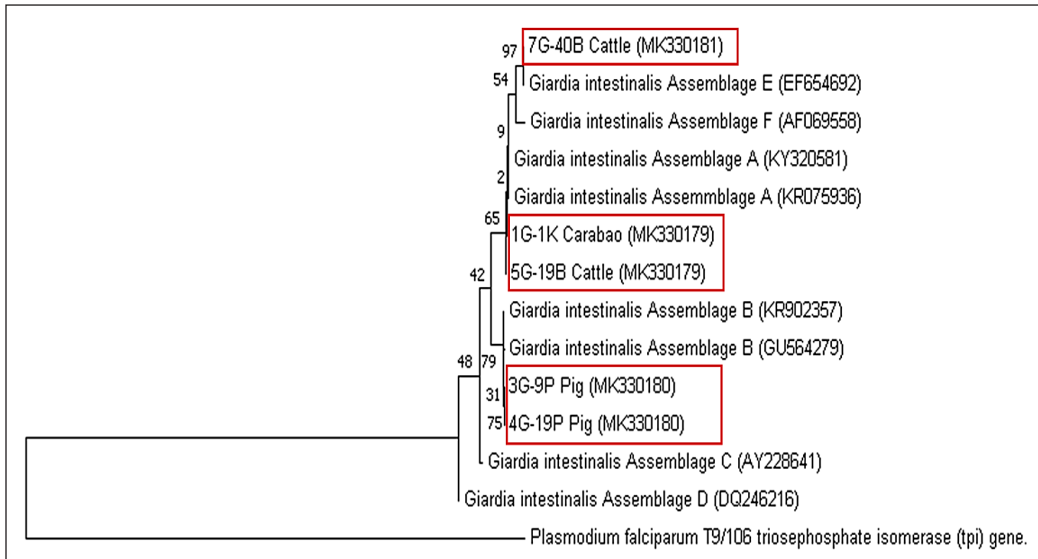 97
7G-40B Cattle (MK330181)
54
Giardia intestinalis Assemblage E (EF654692)
Giardia intestinalis Assemblage F (AF069558)
9
Giardia intestinalis Assemblage A (KY320581)
2
Giardia intestinalis Assemmblage A (KR075936)
65
1G-1K Carabao (MK330179)
5G-19B Cattle (MK330179)
42
Giardia intestinalis Assemblage B (KR902357)
Giardia intestinalis Assemblage B (GU564279)
48
79
3G-9P Pig (MK330180)
31
4G-19P Pig (MK330180)
75
Giardia intestinalis Assemblage C (AY228641)
Giardia intestinalis Assemblage D (DQ246216)
Plasmodium falciparum T9/106 triosephosphate isomerase (tpi) gene.